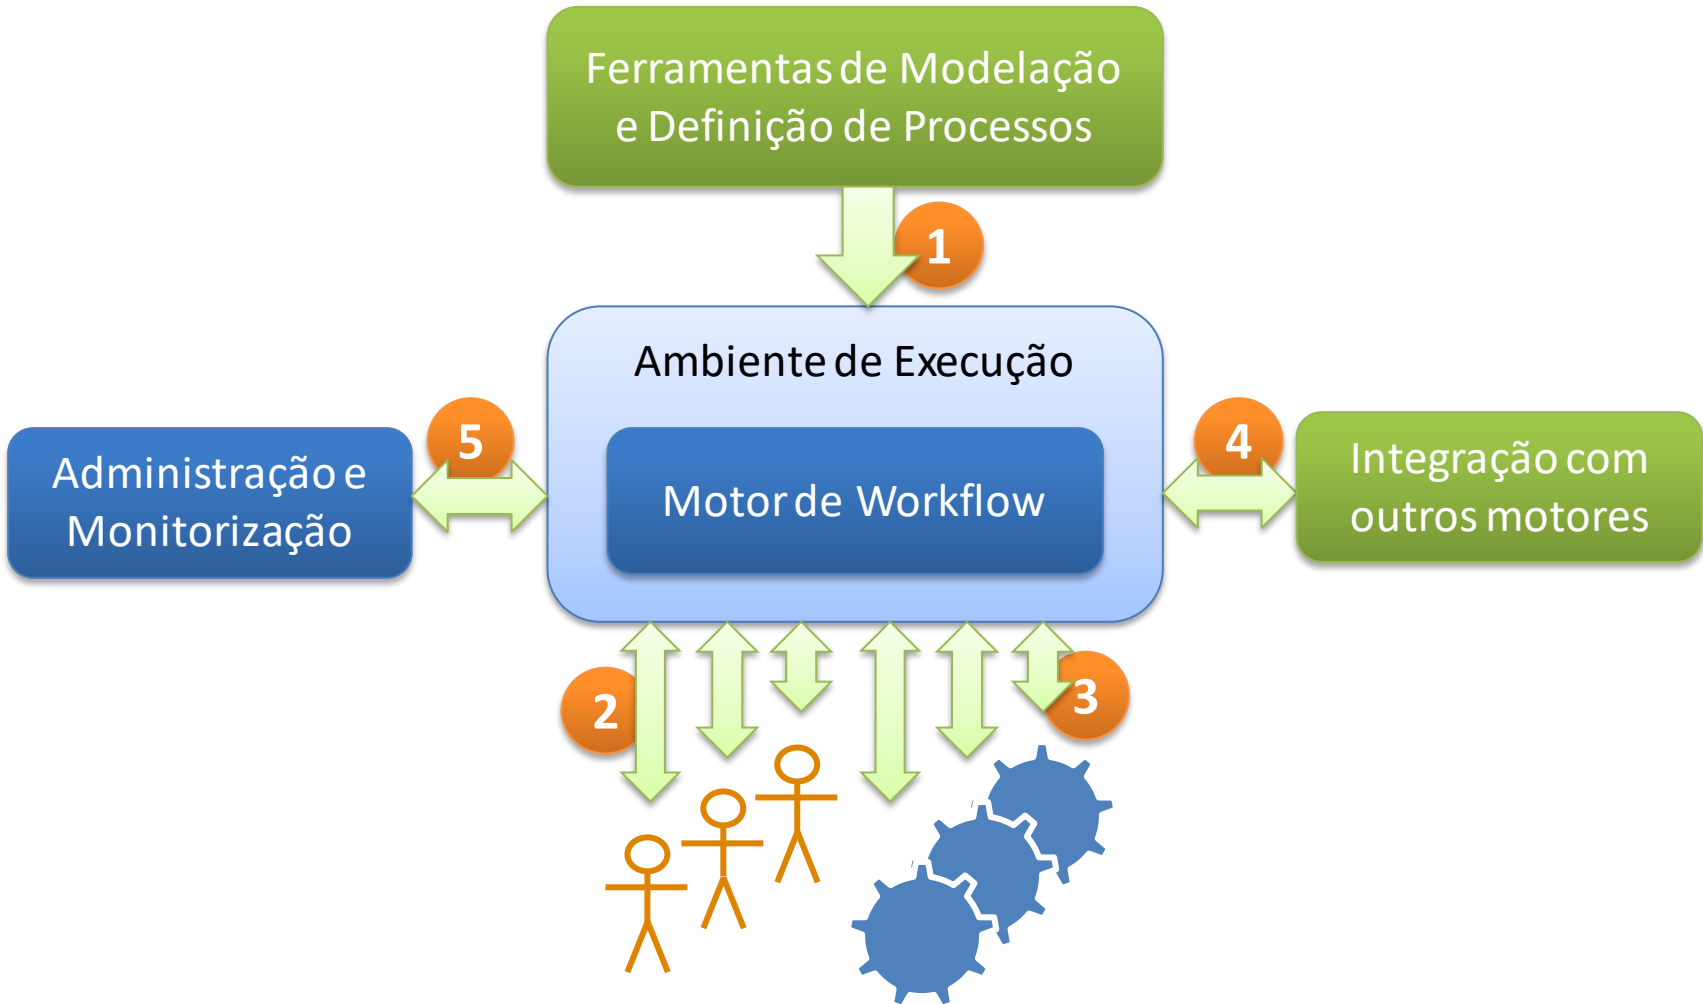 Ferramentas de Modelação
e Definição de Processos
1
Ambiente de Execução
5
4
Administração e
Monitorização
Motor de Workflow
Integração com
outros motores
2
3